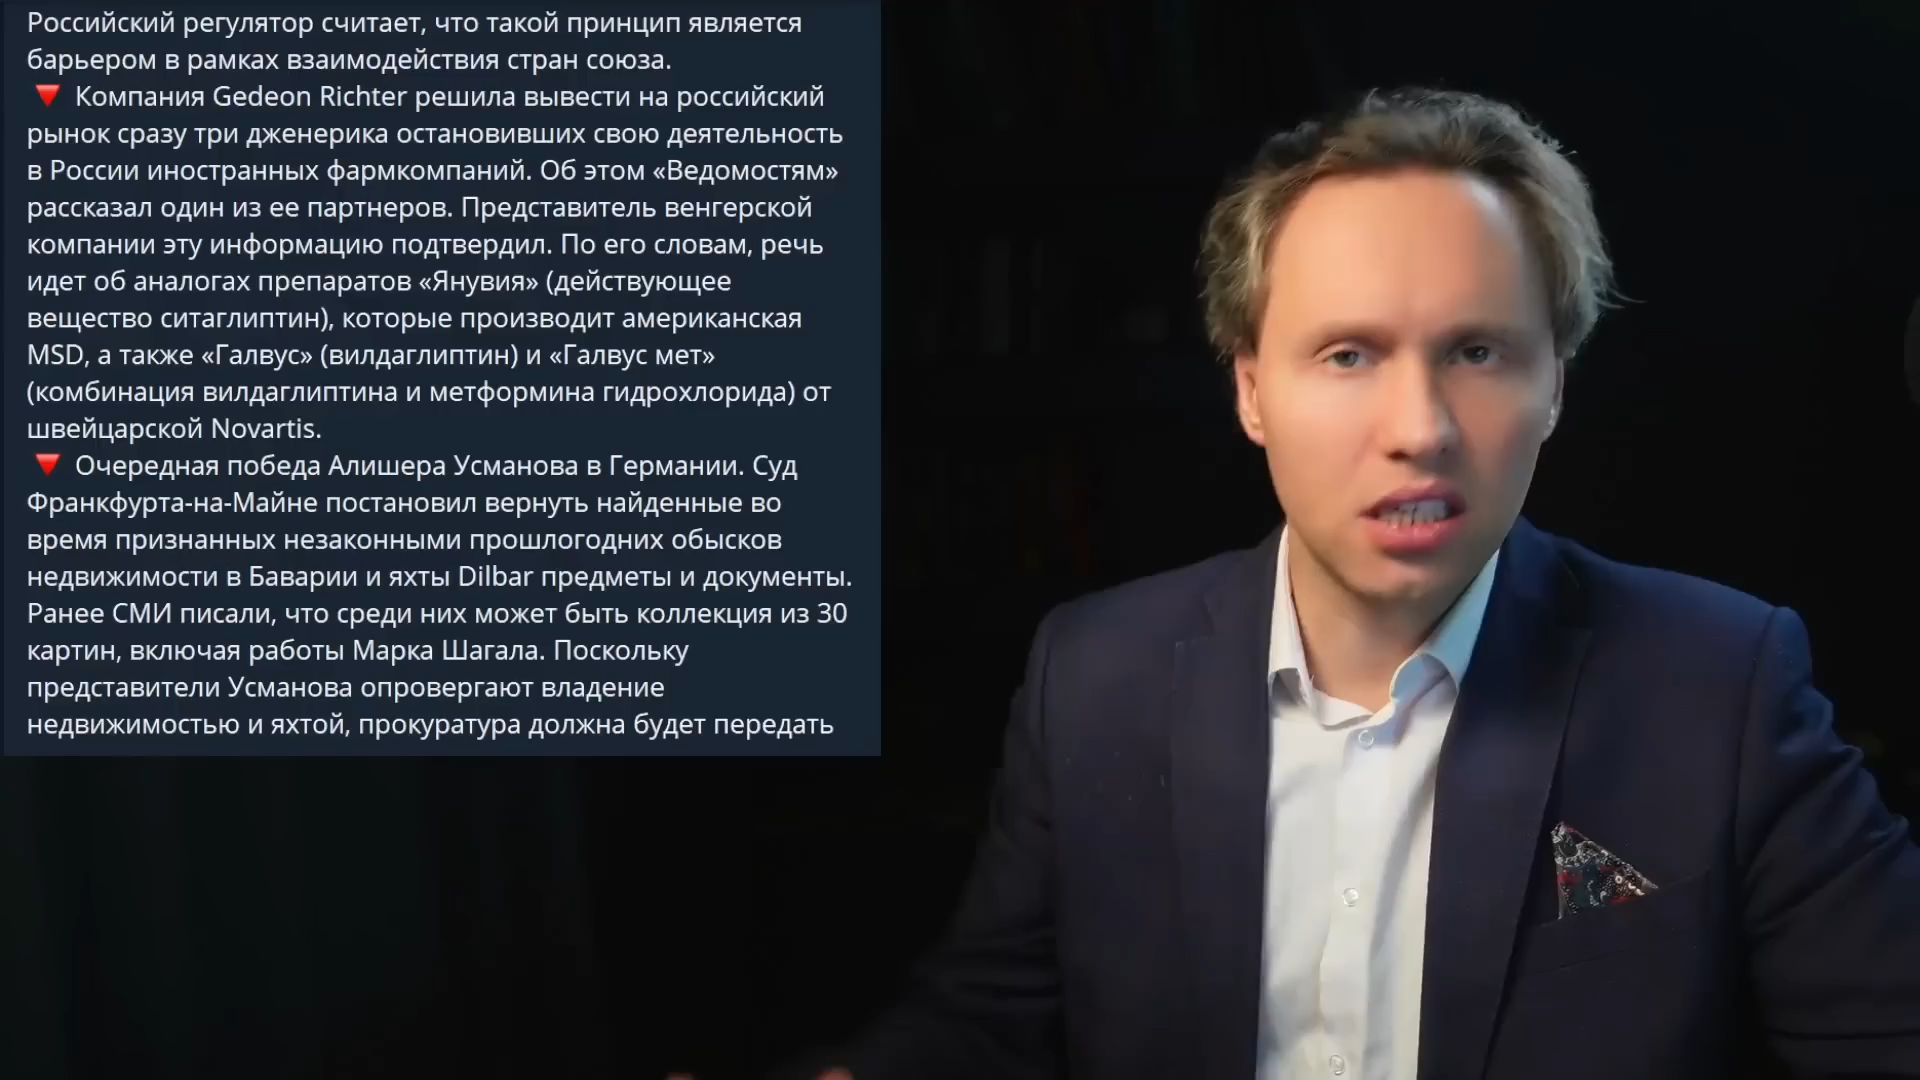 Российский регулятор считает, что такой принцип является
барьером в рамках взаимодействия стран союза.
🔻 Компания Gedeon Richter решила вывести на российский
рынок сразу три дженерика остановивших свою деятельность
в России иностранных фармкомпаний. Об этом «Ведомостям»
рассказал один из ее партнеров. Представитель венгерской
компании эту информацию подтвердил. По его словам, речь
идет об аналогах препаратов «Янувия» (действующее
вещество ситаглиптин), которые производит американская
MSD, а также «Галвус» (вилдаглиптин) и «Галвус мет»
(комбинация вилдаглиптина и метформина гидрохлорида) от
швейцарской Novartis.
🔻 Очередная победа Алишера Усманова в Германии. Суд
Франкфурта-на-Майне постановил вернуть найденные во
время признанных незаконными прошлогодних обысков
недвижимости в Баварии и яхты Dilbar предметы и документы.
Ранее СМИ писали, что среди них может быть коллекция из 30
картин, включая работы Марка Шагала. Поскольку
представители Усманова опровергают владение
недвижимостью и яхтой, прокуратура должна будет передать